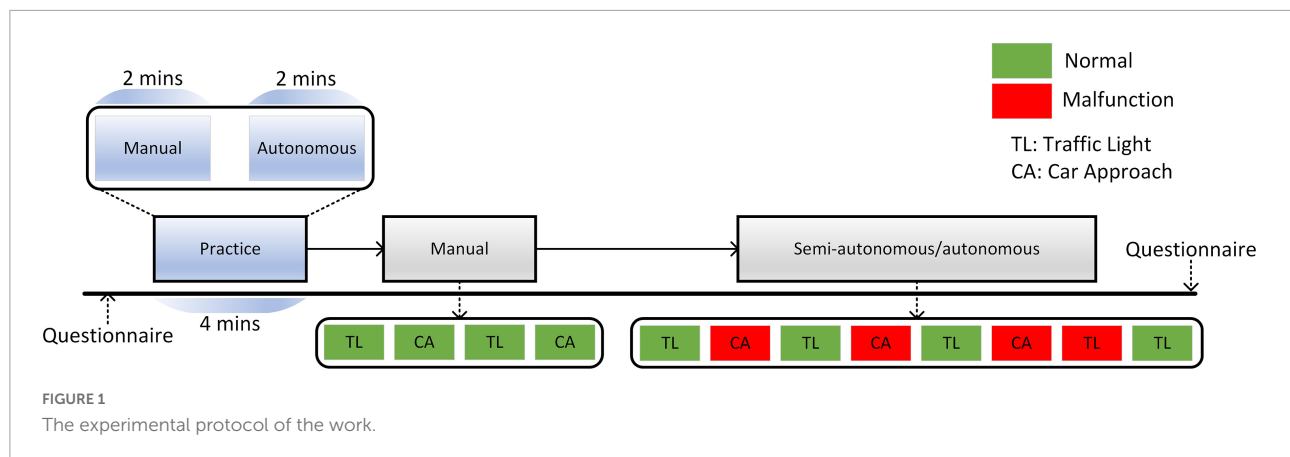 2 mins
2 mins
Normal
Malfunction
TL: Traffic Light
CA: Car Approach
Manual
Autonomous
Practice
Manual
Semi-autonomous/autonomous
Questionnaire
Questionnaire
4 mins
TL
CA
TL
CA
TL
CA
TL
CA
TL
CA
TL
TL
FIGURE 1
The experimental protocol of the work.